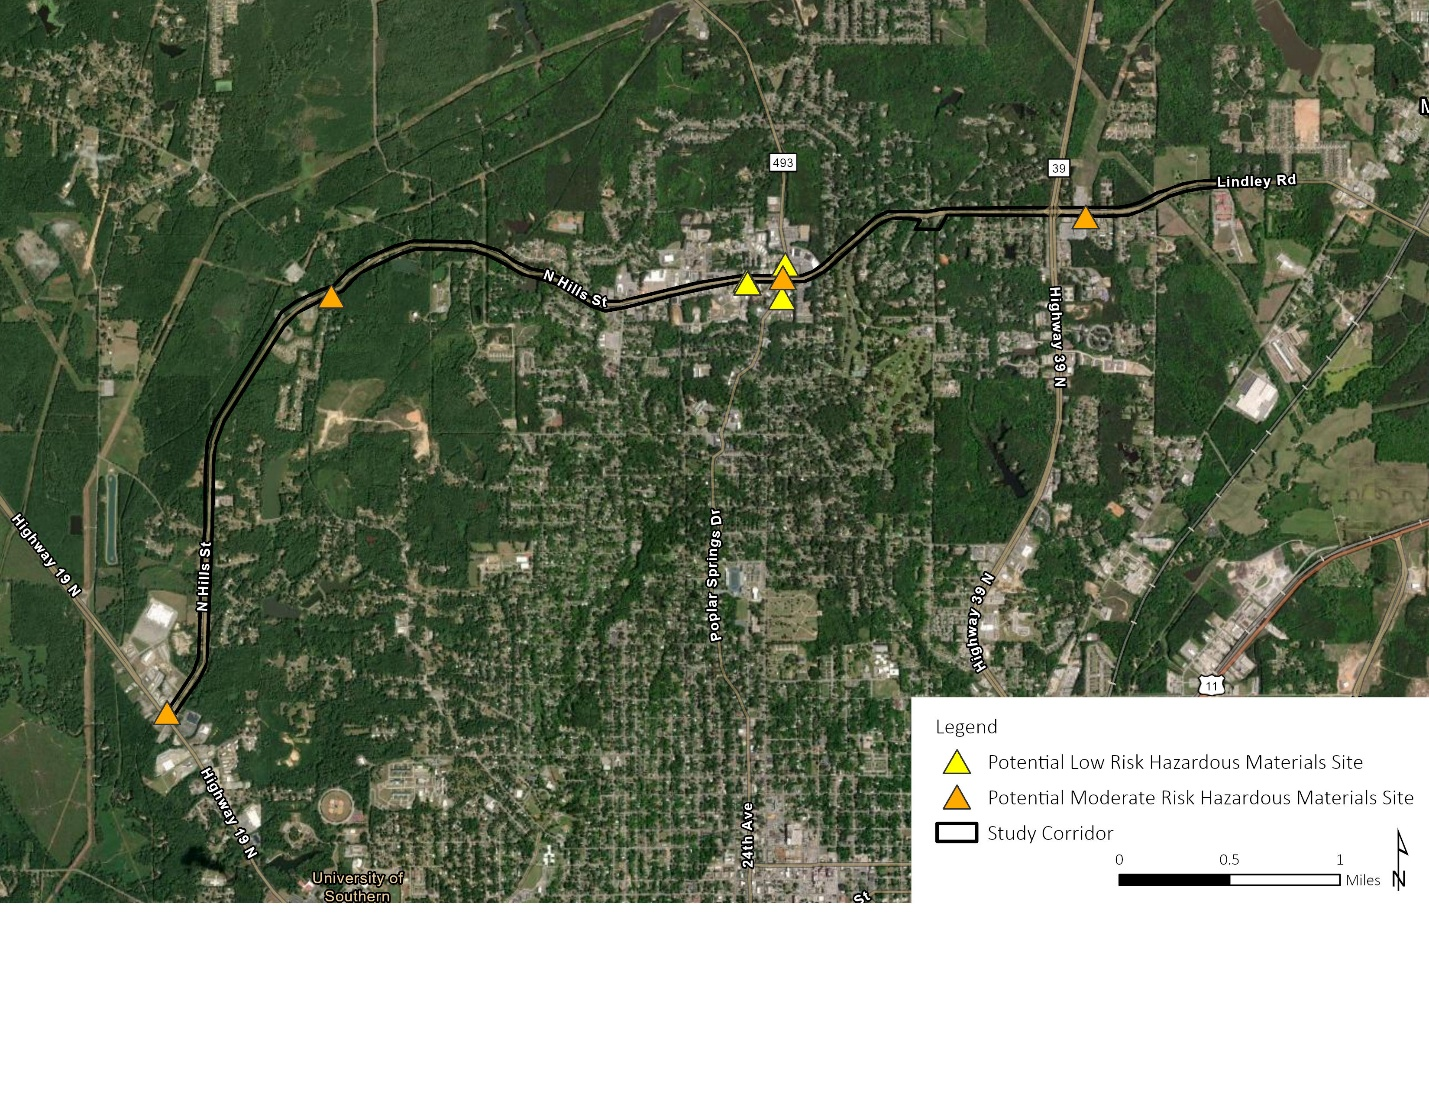 M
493
39
Lindley Rd
N Hills St
Highway 39 N
Highway 19 N
N Hills St
Poplar Springs Dr
Highway 39 N
11
Highway 19 N
24th Ave
University of
Southern
St
Legend
Potential Low Risk Hazardous Materials Site
Potential Moderate Risk Hazardous Materials Site
Study Corridor
0 0.5 1
Miles
N